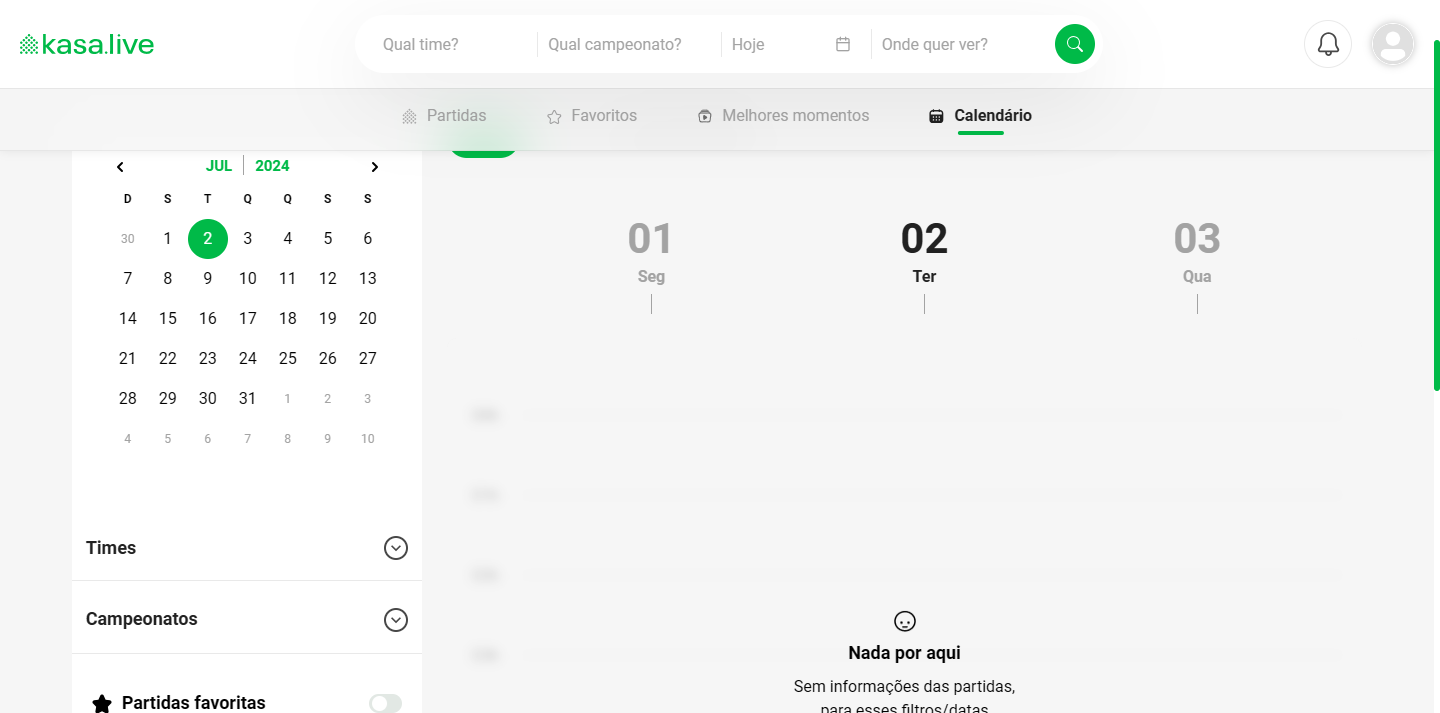 kasa.live
Qual time?
Qual campeonato?
Hoje
Onde quer ver?
Partidas
Favoritos
Melhores momentos
Calendário
JUL
2024
D S T Q Q S S
30 1 2 3 4 5 6
7 8 9 10 11 12 13
14 15 16 17 18 19 20
21 22 23 24 25 26 27
28 29 30 31 1 2 3
4 5 6 7 8 9 10
Times
Campeonatos
Partidas favoritas
01
Seg
02
Ter
03
Qua
Nada por aqui
Sem informações das partidas,
para esses filtros/datas